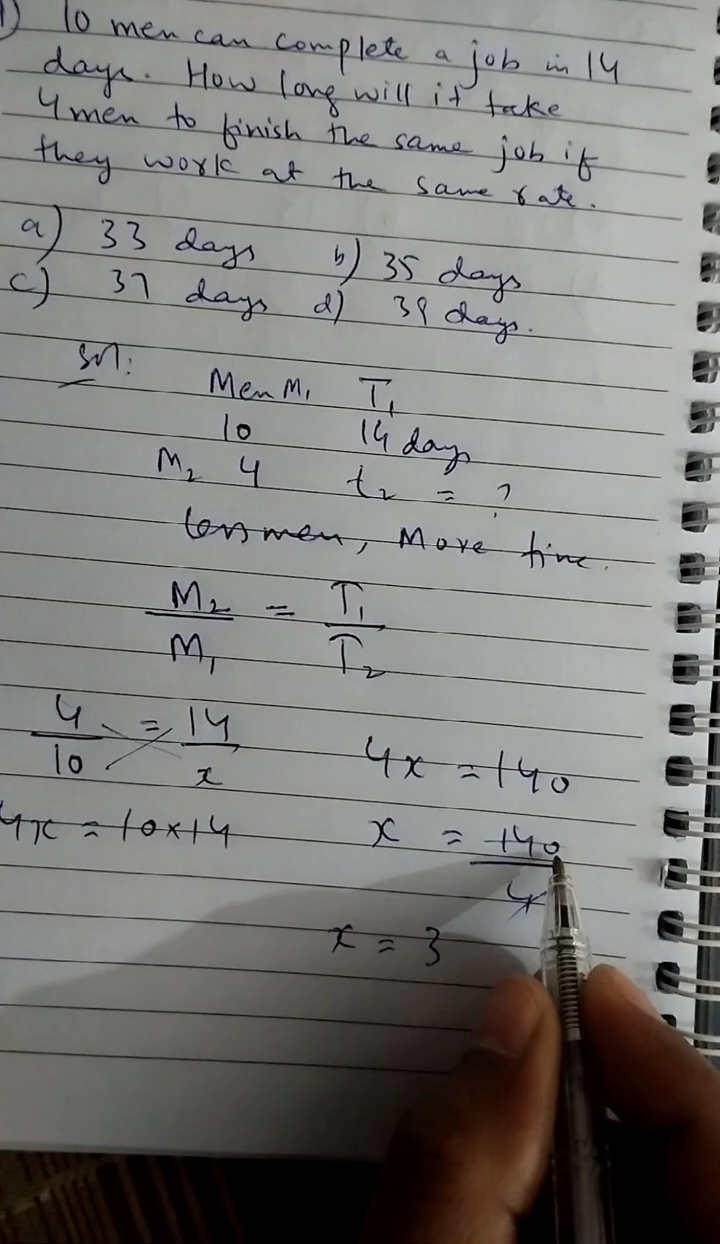 1) 10 men can complete a job in 14
days. How long will it take
4 men to finish the same job if
they work at the same rate.
a) 33 days b) 35 days
c) 37 days d) 39 days.
Sol:
Men M₁ T₁
10 14 days
M₂ 4 t₂ = ?
Less men, More time.
M₂/M₁ = T₁/T₂
4/10 = 14/x
4x = 140
4x = 10×14
x = 140/4
x = 3